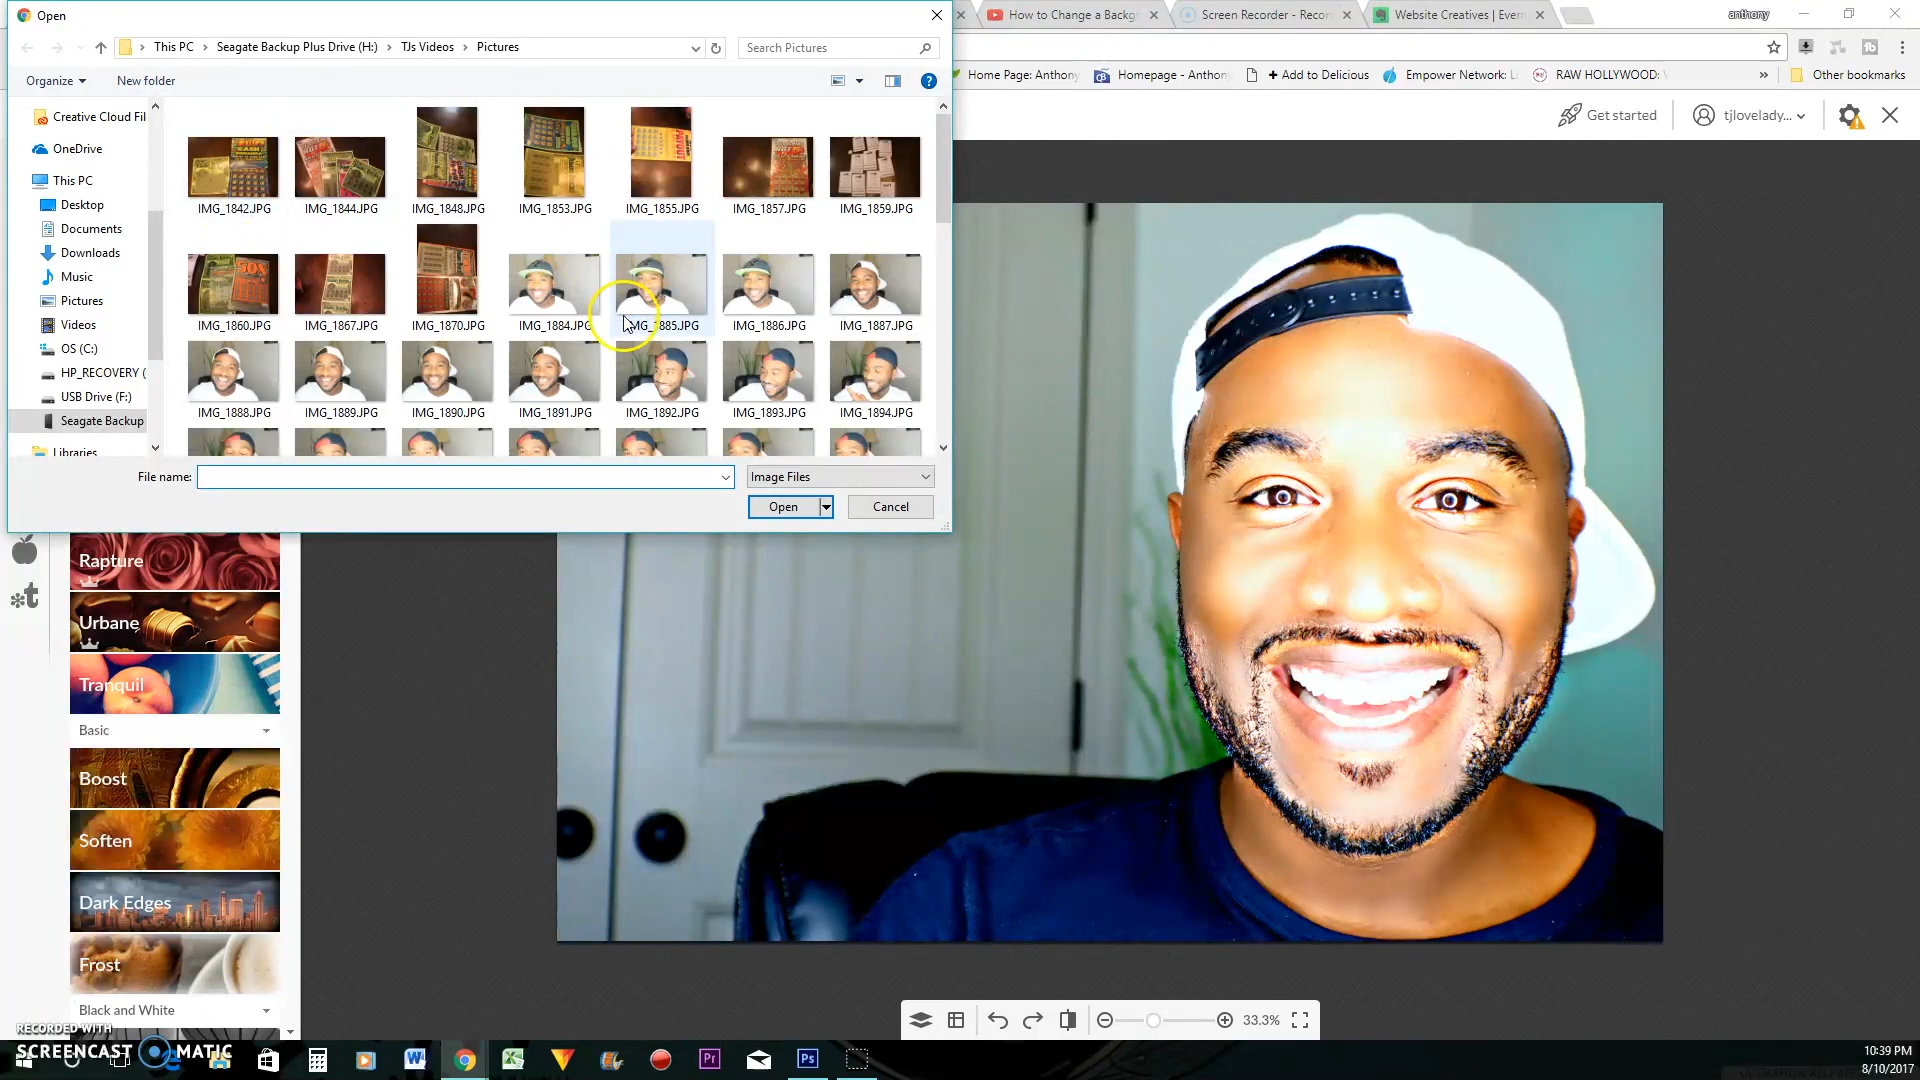 Open
How to Change a Backg
Screen Recorder - Recor
Website Creatives | Evern
anthony
This PC > Seagate Backup Plus Drive (H:) > TJs Videos > Pictures
Search Pictures
Organize
New folder
Home Page: Anthony
Homepage - Anthony
+ Add to Delicious
Empower Network: L
RAW HOLLYWOOD:
Other bookmarks
Get started
tjlovelady...
Creative Cloud Fil
OneDrive
This PC
Desktop
Documents
Downloads
Music
Pictures
Videos
OS (C:)
HP_RECOVERY (
USB Drive (F:)
Seagate Backup
Libraries
IMG_1842.JPG
IMG_1844.JPG
IMG_1848.JPG
IMG_1853.JPG
IMG_1855.JPG
IMG_1857.JPG
IMG_1859.JPG
IMG_1860.JPG
IMG_1867.JPG
IMG_1870.JPG
IMG_1884.JPG
IMG_1885.JPG
IMG_1886.JPG
IMG_1887.JPG
IMG_1888.JPG
IMG_1889.JPG
IMG_1890.JPG
IMG_1891.JPG
IMG_1892.JPG
IMG_1893.JPG
IMG_1894.JPG
File name:
Image Files
Open
Cancel
Rapture
Urbane
Tranquil
Basic
Boost
Soften
Dark Edges
Frost
Black and White
33.3%
RECORDED WITH
SCREENCAST MATIC
10:39 PM
8/10/2017